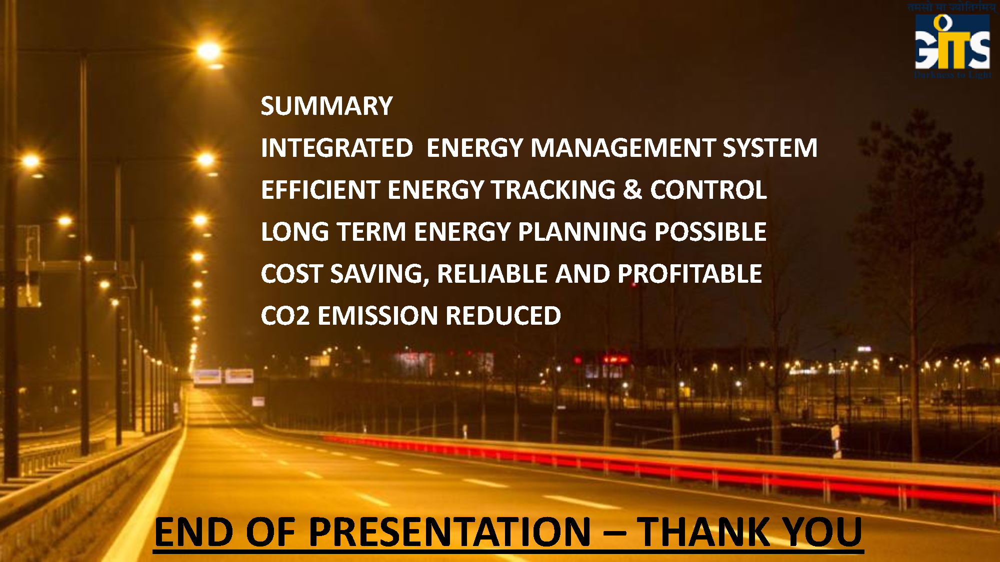 तमसो मा ज्योतिर्गमय्
GITS
Darkness to Light
SUMMARY
INTEGRATED ENERGY MANAGEMENT SYSTEM
EFFICIENT ENERGY TRACKING & CONTROL
LONG TERM ENERGY PLANNING POSSIBLE
COST SAVING, RELIABLE AND PROFITABLE
CO2 EMISSION REDUCED
END OF PRESENTATION – THANK YOU